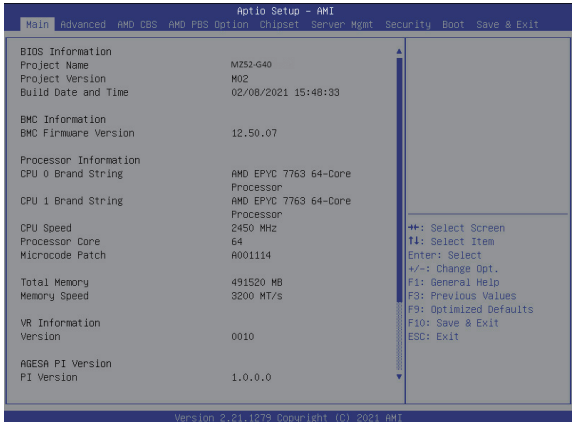 Aptio Setup – AMI
Main Advanced AMD CBS AMD PBS Option Chipset Server Mgmt Security Boot Save & Exit
BIOS Information
Project Name MZ52-G40
Project Version M02
Build Date and Time 02/08/2021 15:48:33
BMC Information
BMC Firmware Version 12.50.07
Processor Information
CPU 0 Brand String AMD EPYC 7763 64-Core
Processor
CPU 1 Brand String AMD EPYC 7763 64-Core
Processor
CPU Speed 2450 MHz
Processor Core 64
Microcode Patch A001114
Total Memory 491520 MB
Memory Speed 3200 MT/s
VR Information
Version 0010
AGESA PI Version
PI Version 1.0.0.0
→←: Select Screen
↑↓: Select Item
Enter: Select
+/-: Change Opt.
F1: General Help
F3: Previous Values
F9: Optimized Defaults
F10: Save & Exit
ESC: Exit
Version 2.21.1279 Copyright (C) 2021 AMI